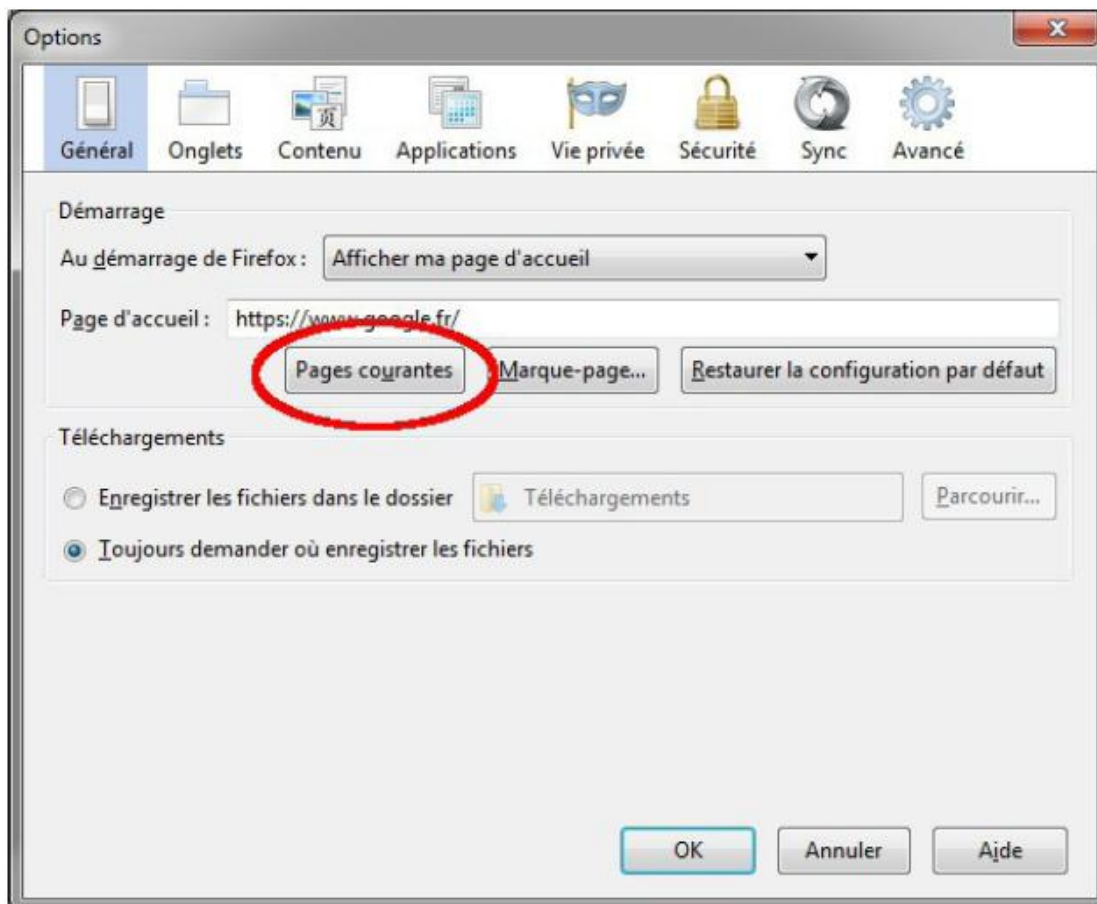 Options
Général Onglets Contenu Applications Vie privée Sécurité Sync Avancé
Démarrage
Au démarrage de Firefox : Afficher ma page d'accueil
Page d'accueil : https://www.google.fr/
Pages courantes Marque-page... Restaurer la configuration par défaut
Téléchargements
Enregistrer les fichiers dans le dossier Téléchargements Parcourir...
Toujours demander où enregistrer les fichiers
OK Annuler Aide